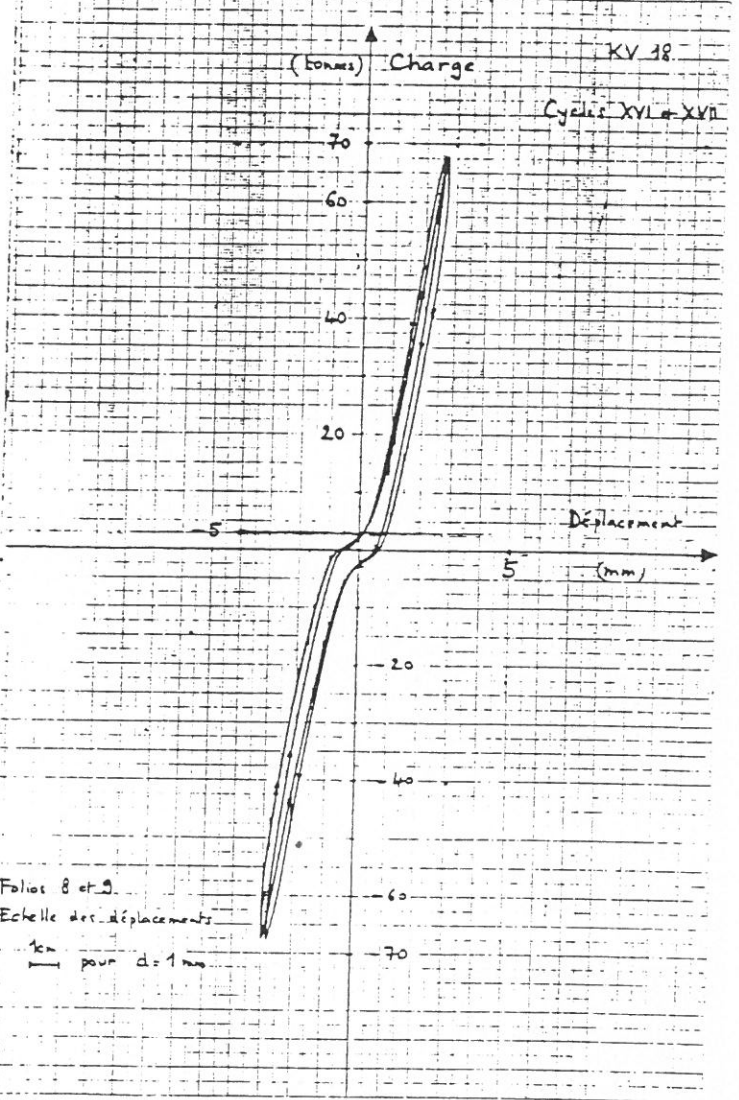 KV 18
(tonnes) Charge
Cycles XVI et XVII
70
60
40
20
-5
Déplacement
5
(mm)
-20
-40
-60
-70
Folios 8 et 9
Echelle des déplacements
1cm pour d = 1 mm